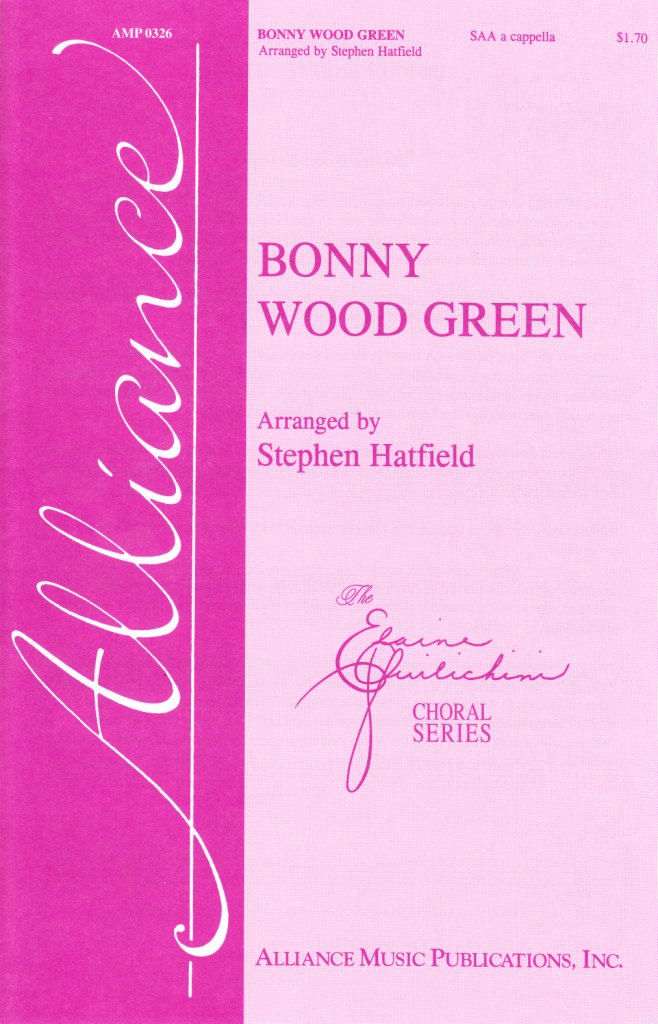 AMP 0326
BONNY WOOD GREEN
Arranged by Stephen Hatfield
SAA a cappella
$1.70
Alliance
BONNY
WOOD GREEN
Arranged by
Stephen Hatfield
The
Elaine
Quilichini
CHORAL
SERIES
ALLIANCE MUSIC PUBLICATIONS, INC.